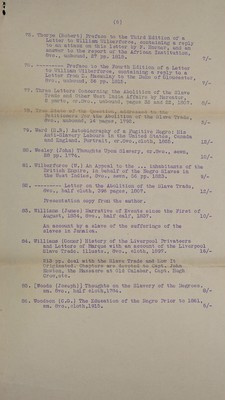 (6)
75. Thorpe (Robert) Preface to the Third Edition of a
Letter to William Wilberforce, containing a reply
to an attack on this letter by Z. Macaulay, and an
answer to the report of the African Institution,
8vo., unbound, 57 pp. 1815. 7/-
76. -------- Preface to the Fourth Edition of a Letter
to William Wilberforce, containing a reply to a
Letter from Z. Macaulay to the Duke of Gloucester,
8vo., unbound, 52 pp. 1815. 7/-
77. Three Letters Concerning the Abolition of the Slave
Trade and other West India Affairs by Mercator,
3 parts, 8vo., unbound, pages 21 and 22, 1807. 6/-
78. True State of the Question, addressed to the
Petitioners for the Abolition of the Slave Trade,
8vo., unbound, 14 pages, 1792.
79. Ward (S.R.) Autobiography of a Fugitive Negro: His
Anti-Slavery Labours in the United States, Canada
and England. Portrait, cr.8vo., cloth, 1855. 12/-
80. Wesley (John) Thoughts Upon Slavery, cr.8vo., sewn,
28 pp. 1774. 10/-
81. Wilberforce (W.) An Appeal to the ... Inhabitants of the
British Empire, in behalf of the Negro Slaves in
the West Indies, 8vo., sewn, 56 pp. 1823. 8/-
82. -------- Letter on the Abolition of the Slave Trade,
8vo., half cloth, 396 pages, 1807. 12/-
Presentation copy from the author.
83. Williams (James) Narrative of Events since the First of
August, 1834, 8vo., half calf, 1837. 10/-
An account by a slave of the sufferings of the
slaves in Jamaica.
84. Williams (Gomer) History of the Liverpool Privateers
and Letters of Marque with an account of the Liverpool
Slave Trade, illusts., 8vo., cloth, 1897. 14/-
pp. deal with the Slave Trade and how it
Originated. Chapters are devoted to Capt. John
Newton, the Massacre at Old Calabar, Capt. Hugh
Crow, etc.
85. [Woods (Joseph)] Thoughts on the Slavery of the Negroes,
sm. 8vo., half cloth, 1784. 6/-
86. Woodson (C.G.) The Education of the Negro Prior to 1861,
cr. 8vo., cloth, 1915. 8/-